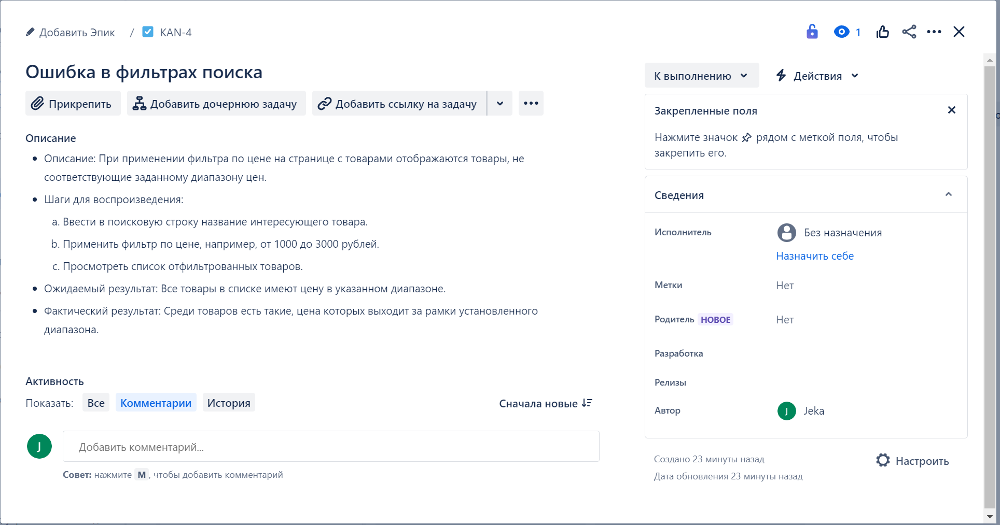 Добавить Эпик / KAN-4
1
Ошибка в фильтрах поиска
Прикрепить
Добавить дочернюю задачу
Добавить ссылку на задачу
Описание
• Описание: При применении фильтра по цене на странице с товарами отображаются товары, не
соответствующие заданному диапазону цен.
• Шаги для воспроизведения:
a. Ввести в поисковую строку название интересующего товара.
b. Применить фильтр по цене, например, от 1000 до 3000 рублей.
c. Просмотреть список отфильтрованных товаров.
• Ожидаемый результат: Все товары в списке имеют цену в указанном диапазоне.
• Фактический результат: Среди товаров есть такие, цена которых выходит за рамки установленного
диапазона.
Активность
Показать: Все Комментарии История
Сначала новые
J
Добавить комментарий...
Совет: нажмите M, чтобы добавить комментарий
К выполнению
Действия
Закрепленные поля
Нажмите значок рядом с меткой поля, чтобы
закрепить его.
Сведения
Исполнитель Без назначения
Назначить себе
Метки Нет
Родитель НОВОЕ Нет
Разработка
Релизы
Автор J Jeka
Создано 23 минуты назад
Дата обновления 23 минуты назад
Настроить